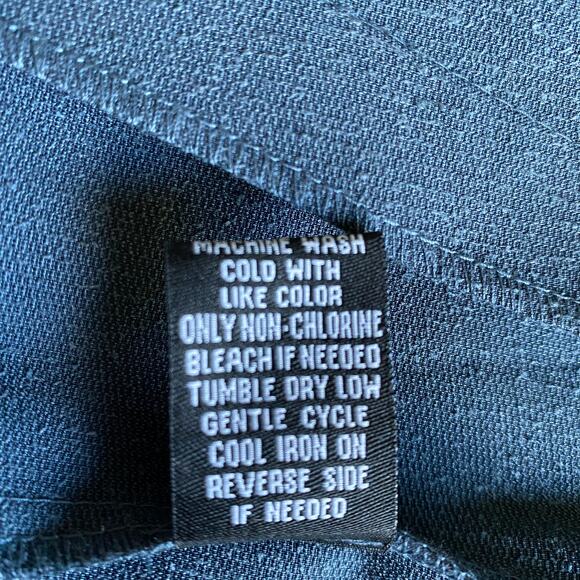 MACHINE WASH
COLD WITH
LIKE COLOR
ONLY NON-CHLORINE
BLEACH IF NEEDED
TUMBLE DRY LOW
GENTLE CYCLE
COOL IRON ON
REVERSE SIDE
IF NEEDED